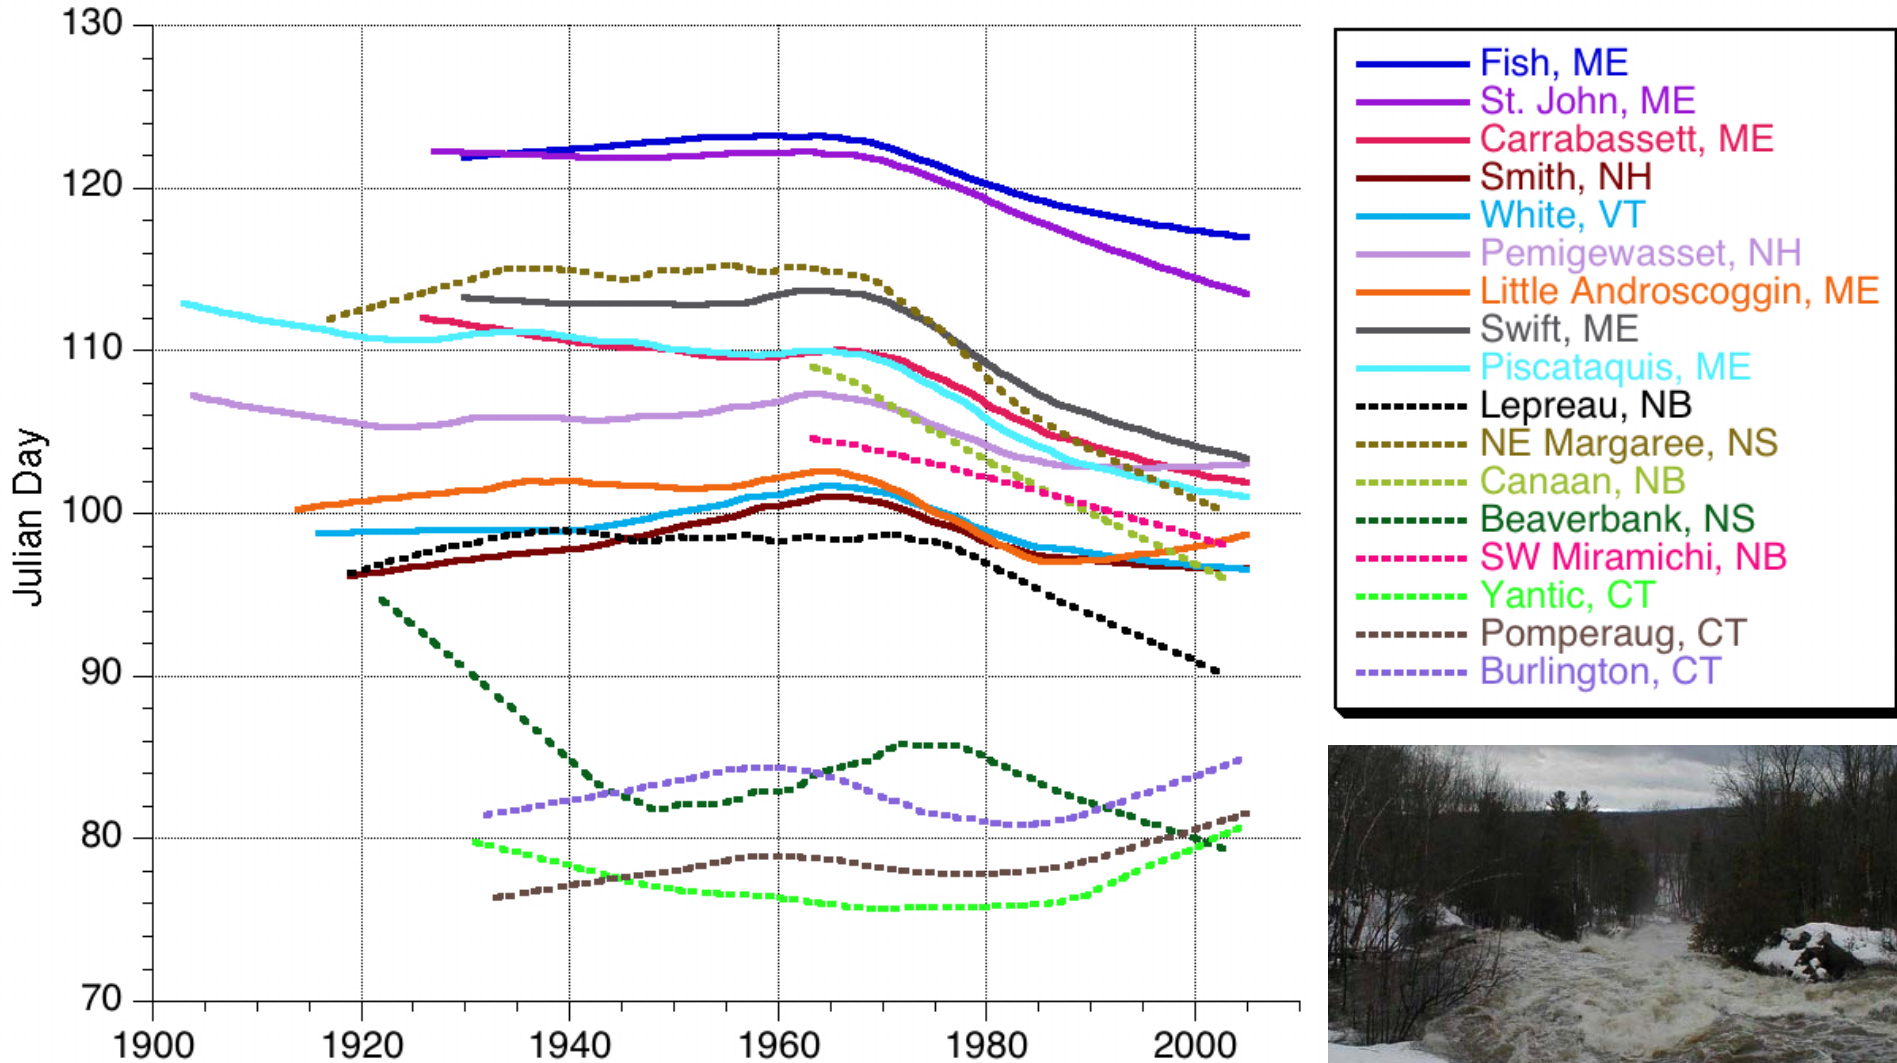 130
120
110
100
90
80
70
Julian Day
1900 1920 1940 1960 1980 2000
Fish, ME
St. John, ME
Carrabassett, ME
Smith, NH
White, VT
Pemigewasset, NH
Little Androscoggin, ME
Swift, ME
Piscataquis, ME
Lepreau, NB
NE Margaree, NS
Canaan, NB
Beaverbank, NS
SW Miramichi, NB
Yantic, CT
Pomperaug, CT
Burlington, CT